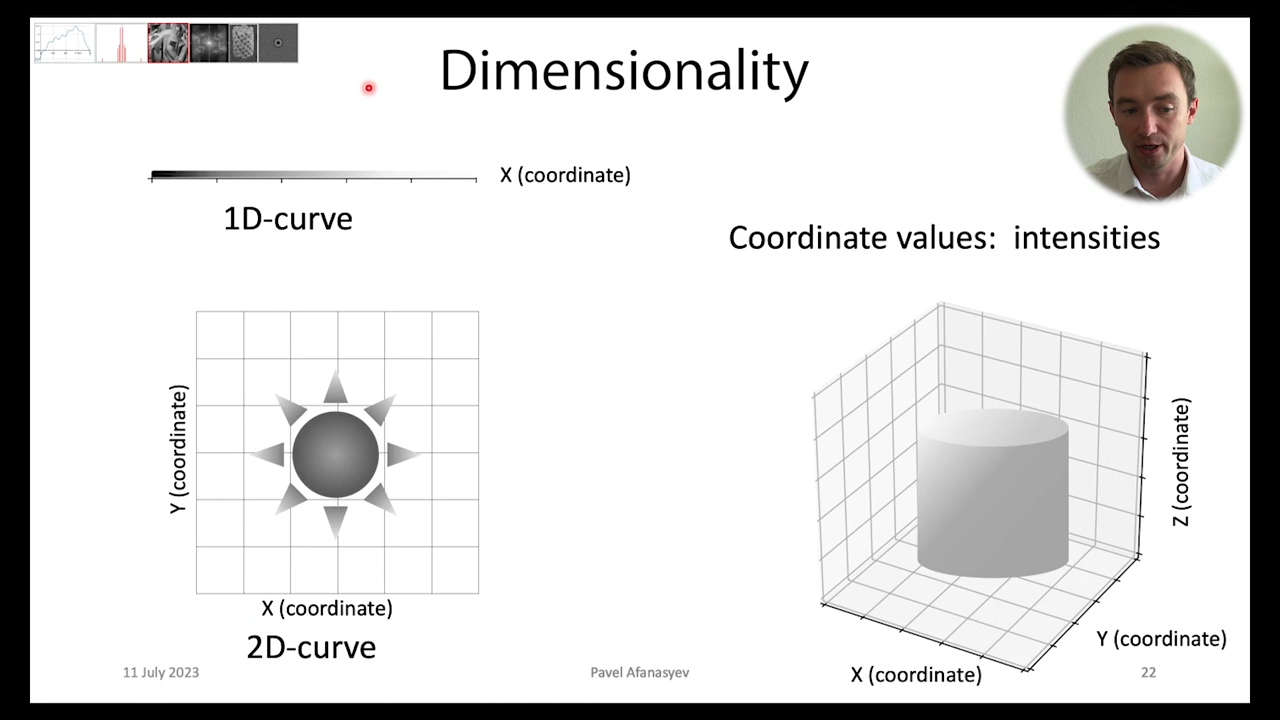 Dimensionality
X (coordinate)
1D-curve
Coordinate values: intensities
Y (coordinate)
X (coordinate)
2D-curve
Z (coordinate)
Y (coordinate)
X (coordinate)
11 July 2023
Pavel Afanasyev
22